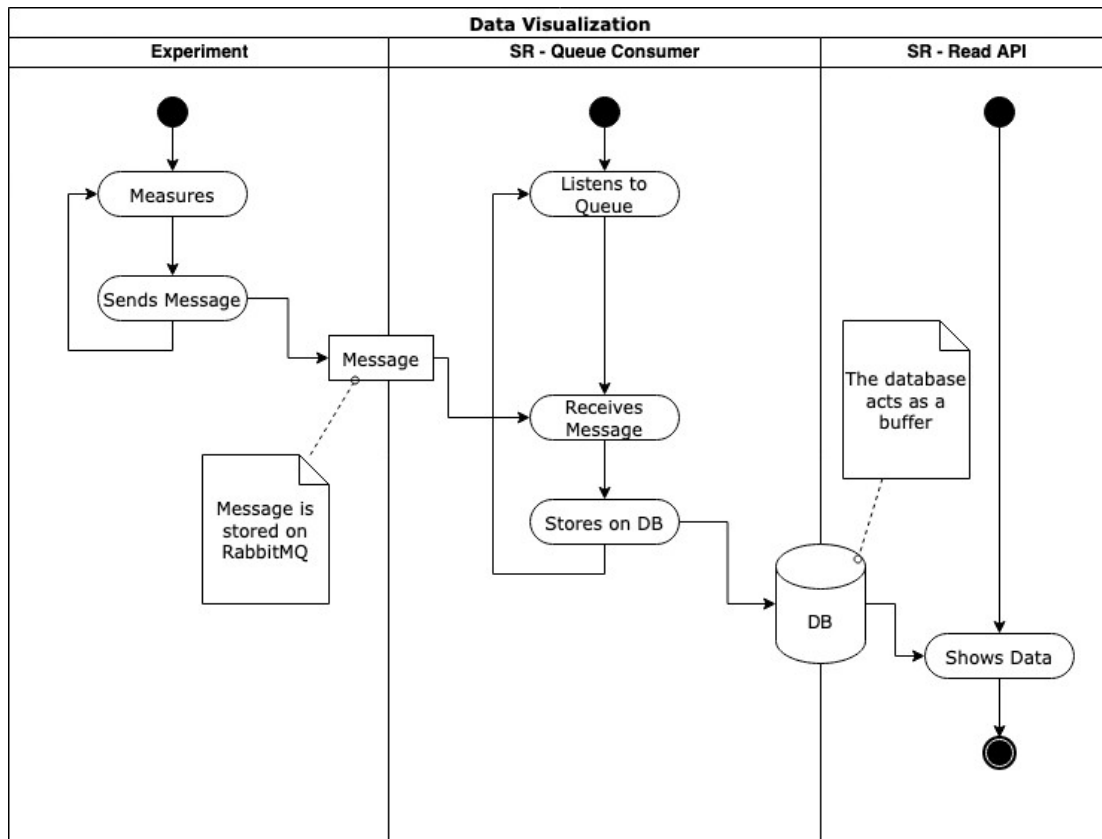 Data Visualization
Experiment
SR - Queue Consumer
SR - Read API
Measures
Listens to
Queue
Sends Message
Message
The database
acts as a
buffer
Receives
Message
Message is
stored on
RabbitMQ
Stores on DB
DB
Shows Data